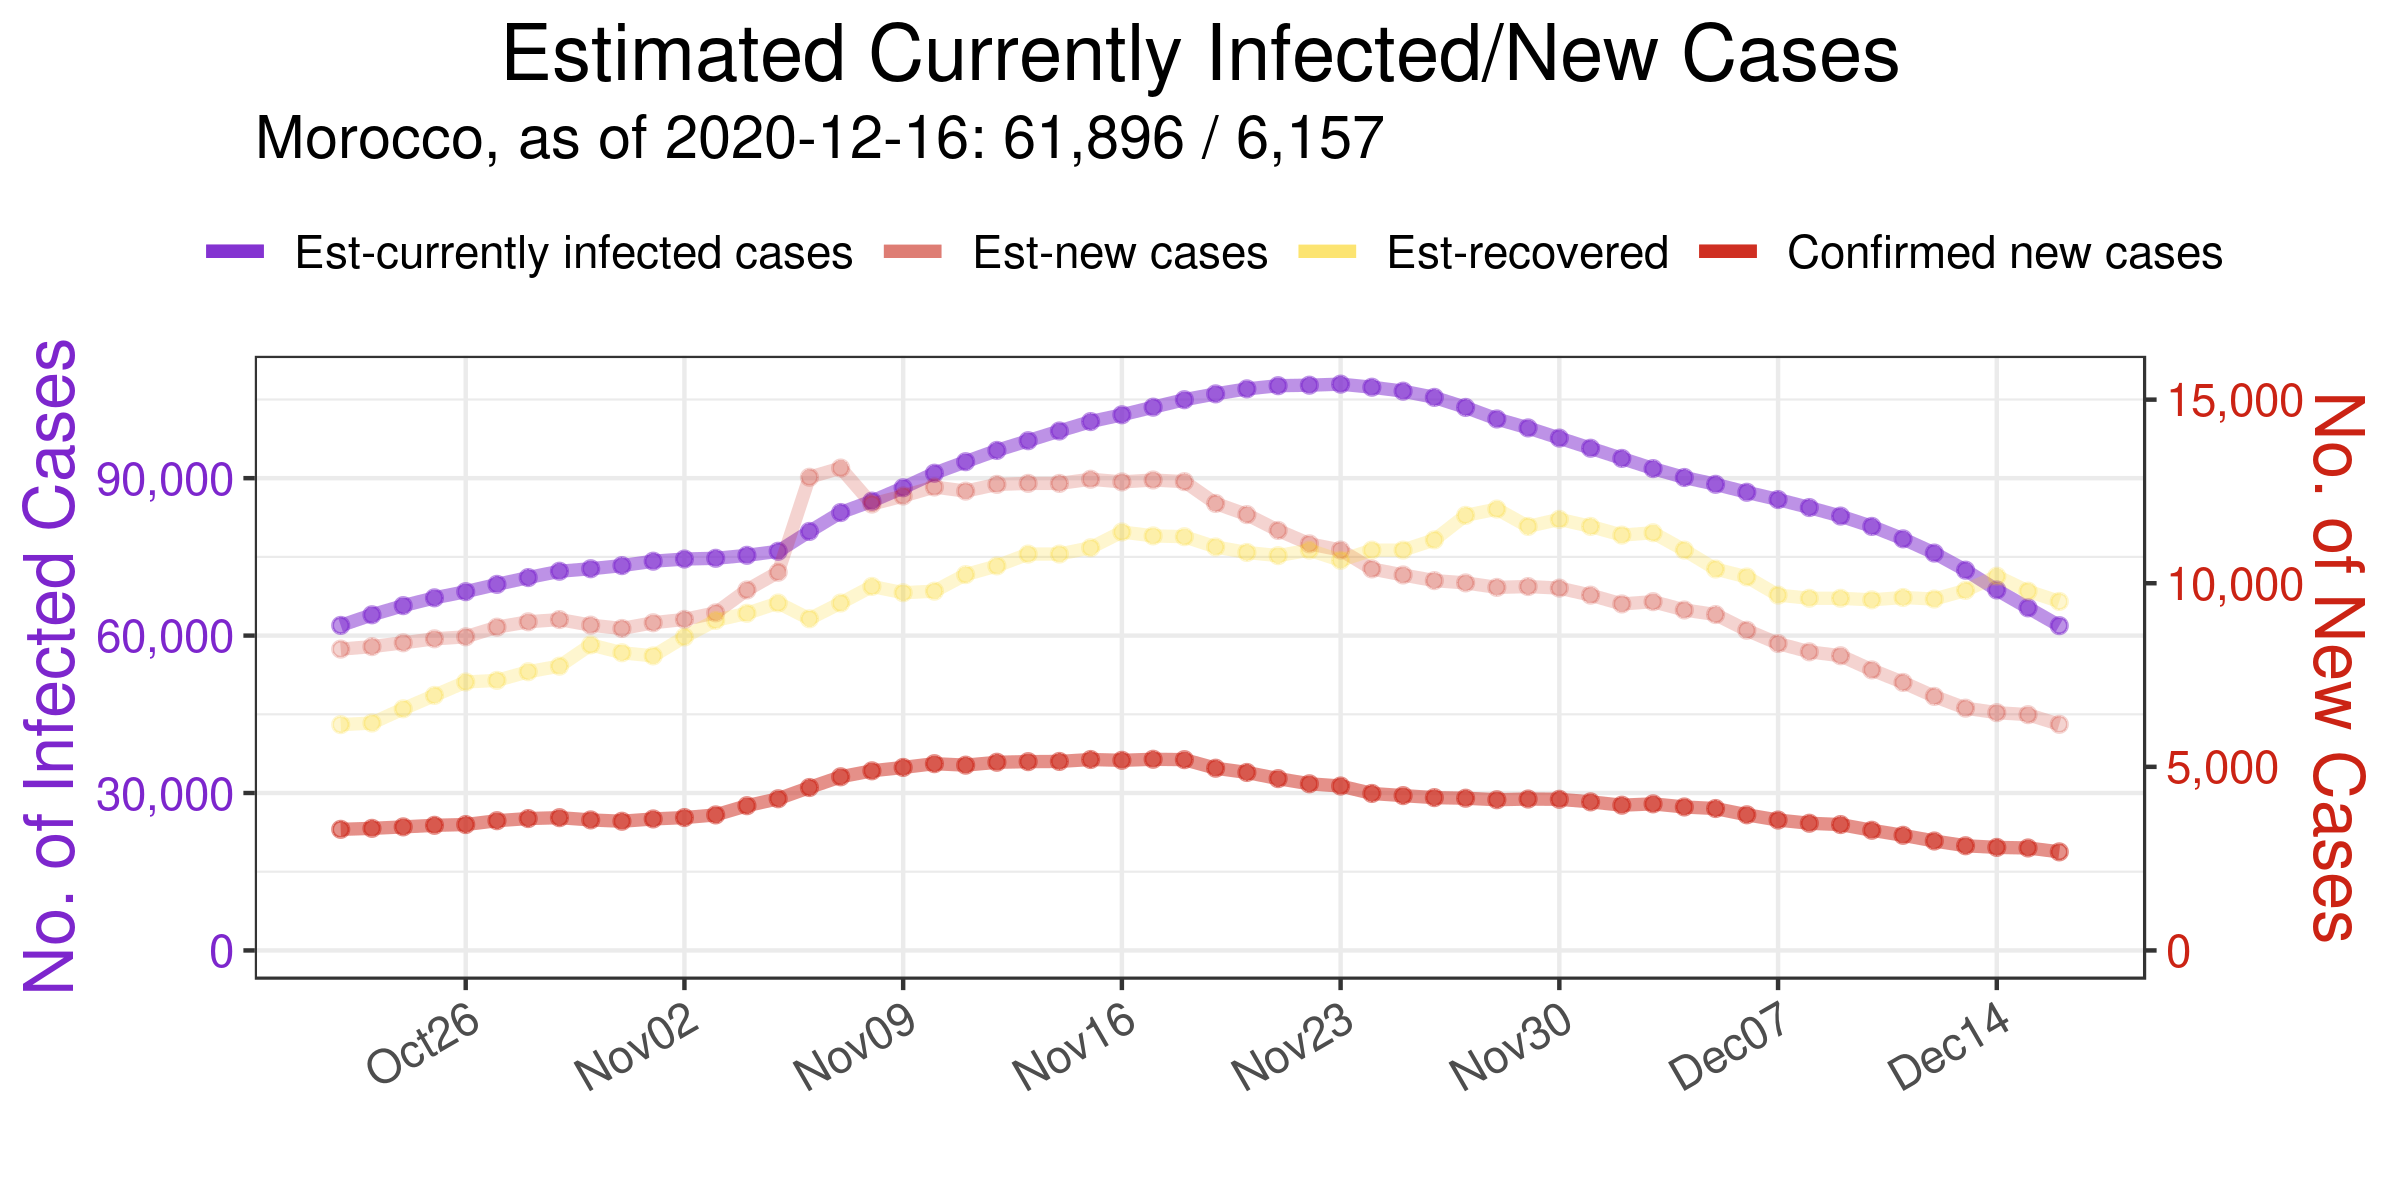 Estimated Currently Infected/New Cases
Morocco, as of 2020-12-16: 61,896 / 6,157
Est-currently infected cases Est-new cases Est-recovered Confirmed new cases
No. of Infected Cases
90,000
60,000
30,000
0
15,000
10,000
5,000
0
No. of New Cases
Oct26 Nov02 Nov09 Nov16 Nov23 Nov30 Dec07 Dec14